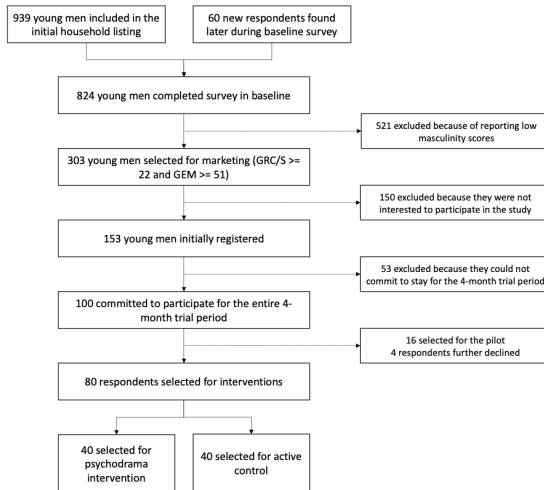 939 young men included in the
initial household listing
60 new respondents found
later during baseline survey
824 young men completed survey in baseline
521 excluded because of reporting low
masculinity scores
303 young men selected for marketing (GRC/S >=
22 and GEM >= 51)
150 excluded because they were not
interested to participate in the study
153 young men initially registered
53 excluded because they could not
commit to stay for the 4-month trial period
100 committed to participate for the entire 4-
month trial period
16 selected for the pilot
4 respondents further declined
80 respondents selected for interventions
40 selected for
psychodrama
intervention
40 selected for active
control